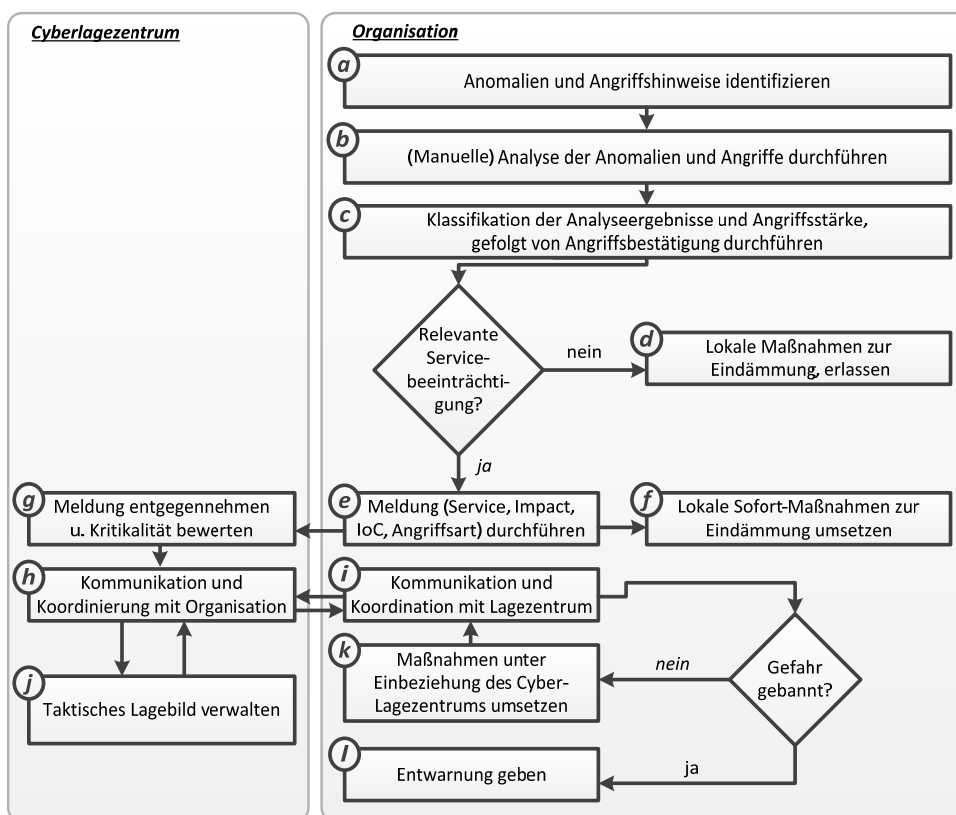 Cyberlagezentrum
Organisation
a
Anomalien und Angriffshinweise identifizieren
b
(Manuelle) Analyse der Anomalien und Angriffe durchführen
c
Klassifikation der Analyseergebnisse und Angriffsstärke,
gefolgt von Angriffsbestätigung durchführen
Relevante
Service-
beeinträchti-
gung?
nein
d
Lokale Maßnahmen zur
Eindämmung, erlassen
ja
g
Meldung entgegennehmen
u. Kritikalität bewerten
e
Meldung (Service, Impact,
IoC, Angriffsart) durchführen
f
Lokale Sofort-Maßnahmen zur
Eindämmung umsetzen
h
Kommunikation und
Koordinierung mit Organisation
i
Kommunikation und
Koordination mit Lagezentrum
k
Maßnahmen unter
Einbeziehung des Cyber-
Lagezentrums umsetzen
nein
Gefahr
gebannt?
j
Taktisches Lagebild verwalten
l
Entwarnung geben
ja